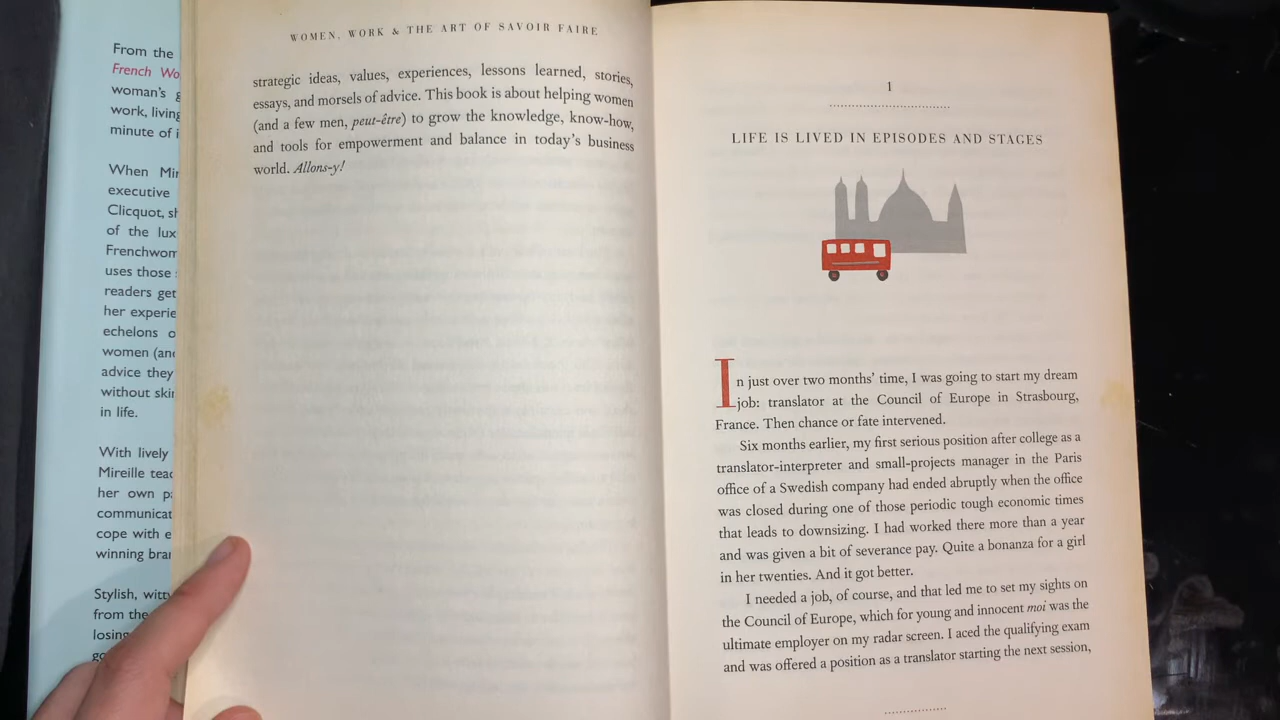 From the
French Wo
woman's g
work, living
minute of i
When Mir
executive
Clicquot, sh
of the lux
Frenchwom
uses those
readers get
her experie
echelons o
women (and
advice they
without skir
in life.
With lively
Mireille teac
her own p
communicat
cope with e
winning bran
Stylish, witty
from the
losing
WOMEN, WORK & THE ART OF SAVOIR FAIRE
strategic ideas, values, experiences, lessons learned, stories,
essays, and morsels of advice. This book is about helping women
(and a few men, peut-être) to grow the knowledge, know-how,
and tools for empowerment and balance in today's business
world. Allons-y!
1
LIFE IS LIVED IN EPISODES AND STAGES
In just over two months' time, I was going to start my dream
job: translator at the Council of Europe in Strasbourg,
France. Then chance or fate intervened.
Six months earlier, my first serious position after college as a
translator-interpreter and small-projects manager in the Paris
office of a Swedish company had ended abruptly when the office
was closed during one of those periodic tough economic times
that leads to downsizing. I had worked there more than a year
and was given a bit of severance pay. Quite a bonanza for a girl
in her twenties. And it got better.
I needed a job, of course, and that led me to set my sights on
the Council of Europe, which for young and innocent moi was the
ultimate employer on my radar screen. I aced the qualifying exam
and was offered a position as a translator starting the next session,